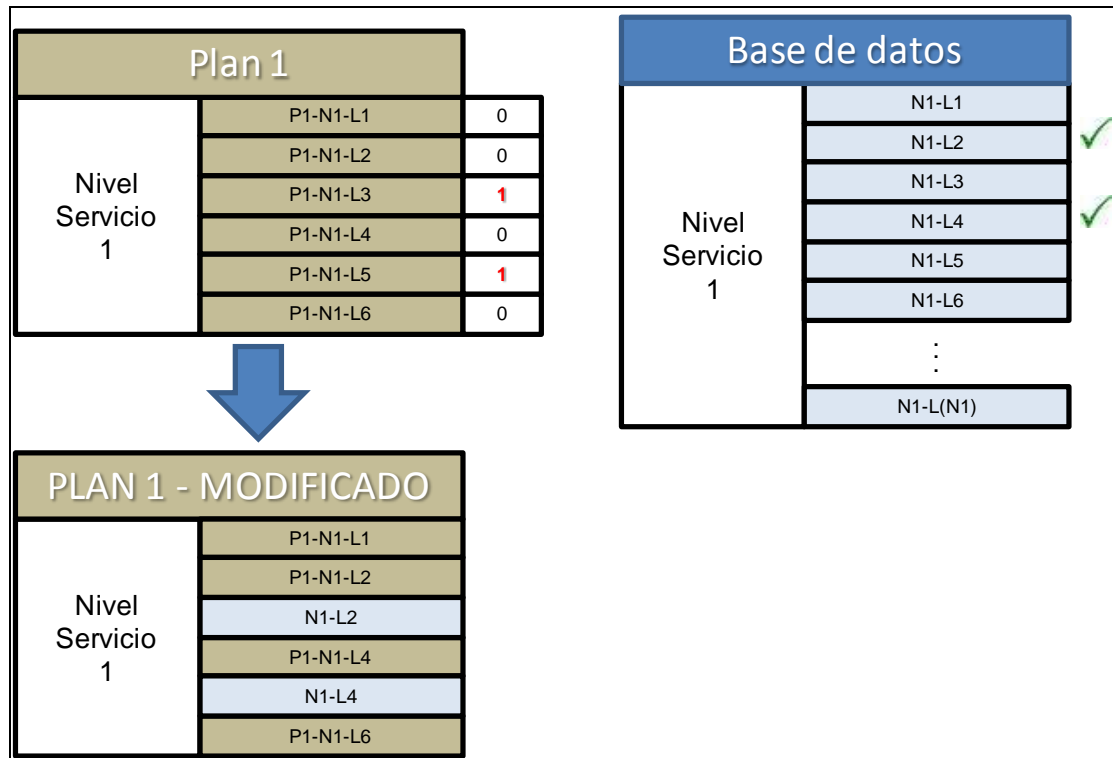 Plan 1
Nivel
Servicio
1
P1-N1-L1 0
P1-N1-L2 0
P1-N1-L3 1
P1-N1-L4 0
P1-N1-L5 1
P1-N1-L6 0
Base de datos
Nivel
Servicio
1
N1-L1
N1-L2
N1-L3
N1-L4
N1-L5
N1-L6
N1-L(N1)
PLAN 1 - MODIFICADO
Nivel
Servicio
1
P1-N1-L1
P1-N1-L2
N1-L2
P1-N1-L4
N1-L4
P1-N1-L6